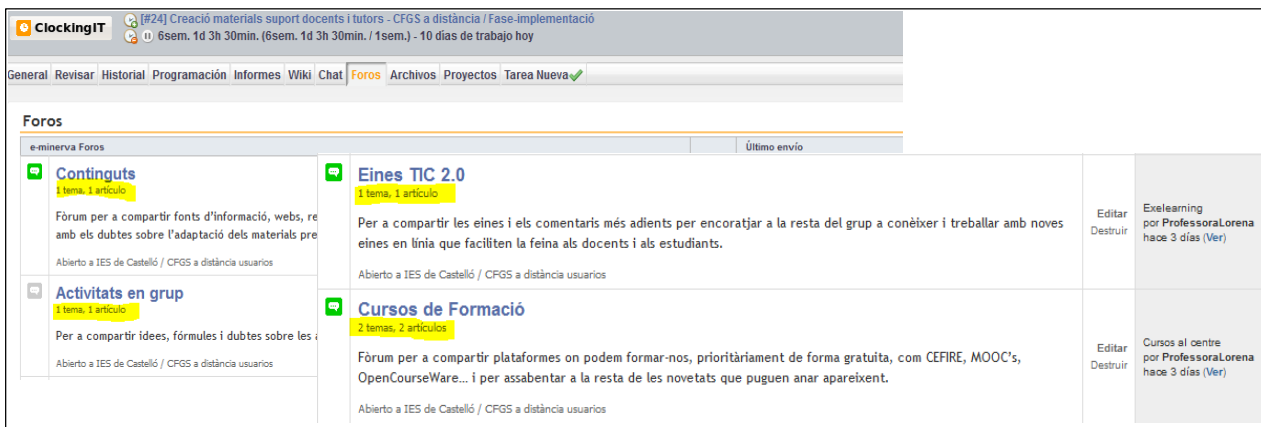 ClockingIT
[#24] Creació materials suport docents i tutors - CFGS a distància / Fase-implementació
6sem. 1d 3h 30min. (6sem. 1d 3h 30min. / 1sem.) - 10 días de trabajo hoy
General Revisar Historial Programación Informes Wiki Chat Foros Archivos Proyectos Tarea Nueva
Foros
e-minerva Foros Último envío
Continguts
1 tema, 1 artículo
Fòrum per a compartir fonts d'informació, webs, re
amb els dubtes sobre l'adaptació dels materials pre
Abierto a IES de Castelló / CFGS a distància usuarios
Activitats en grup
1 tema, 1 artículo
Per a compartir idees, fórmules i dubtes sobre les a
Abierto a IES de Castelló / CFGS a distància usuarios
Eines TIC 2.0
1 tema, 1 artículo
Per a compartir les eines i els comentaris més adients per encoratjar a la resta del grup a conèixer i treballar amb noves
eines en línia que faciliten la feina als docents i als estudiants.
Abierto a IES de Castelló / CFGS a distància usuarios
Editar
Destruir
Exelearning
por ProfessoraLorena
hace 3 días (Ver)
Cursos de Formació
2 temas, 2 artículos
Fòrum per a compartir plataformes on podem formar-nos, prioritàriament de forma gratuita, com CEFIRE, MOOC's,
OpenCourseWare... i per assabentar a la resta de les novetats que puguen anar apareixent.
Abierto a IES de Castelló / CFGS a distància usuarios
Editar
Destruir
Cursos al centre
por ProfessoraLorena
hace 3 días (Ver)